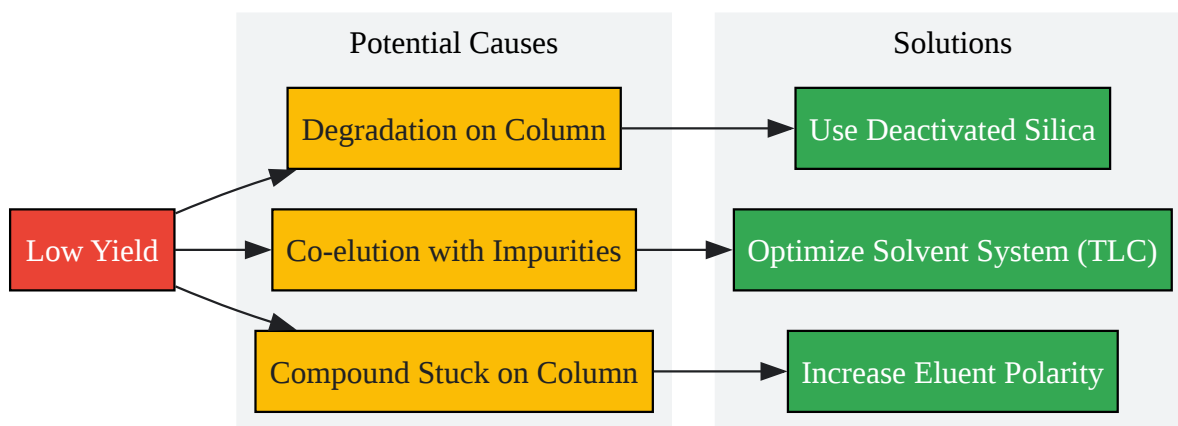 Potential Causes
Solutions
Degradation on Column
Use Deactivated Silica
Low Yield
Co-elution with Impurities
Optimize Solvent System (TLC)
Compound Stuck on Column
Increase Eluent Polarity